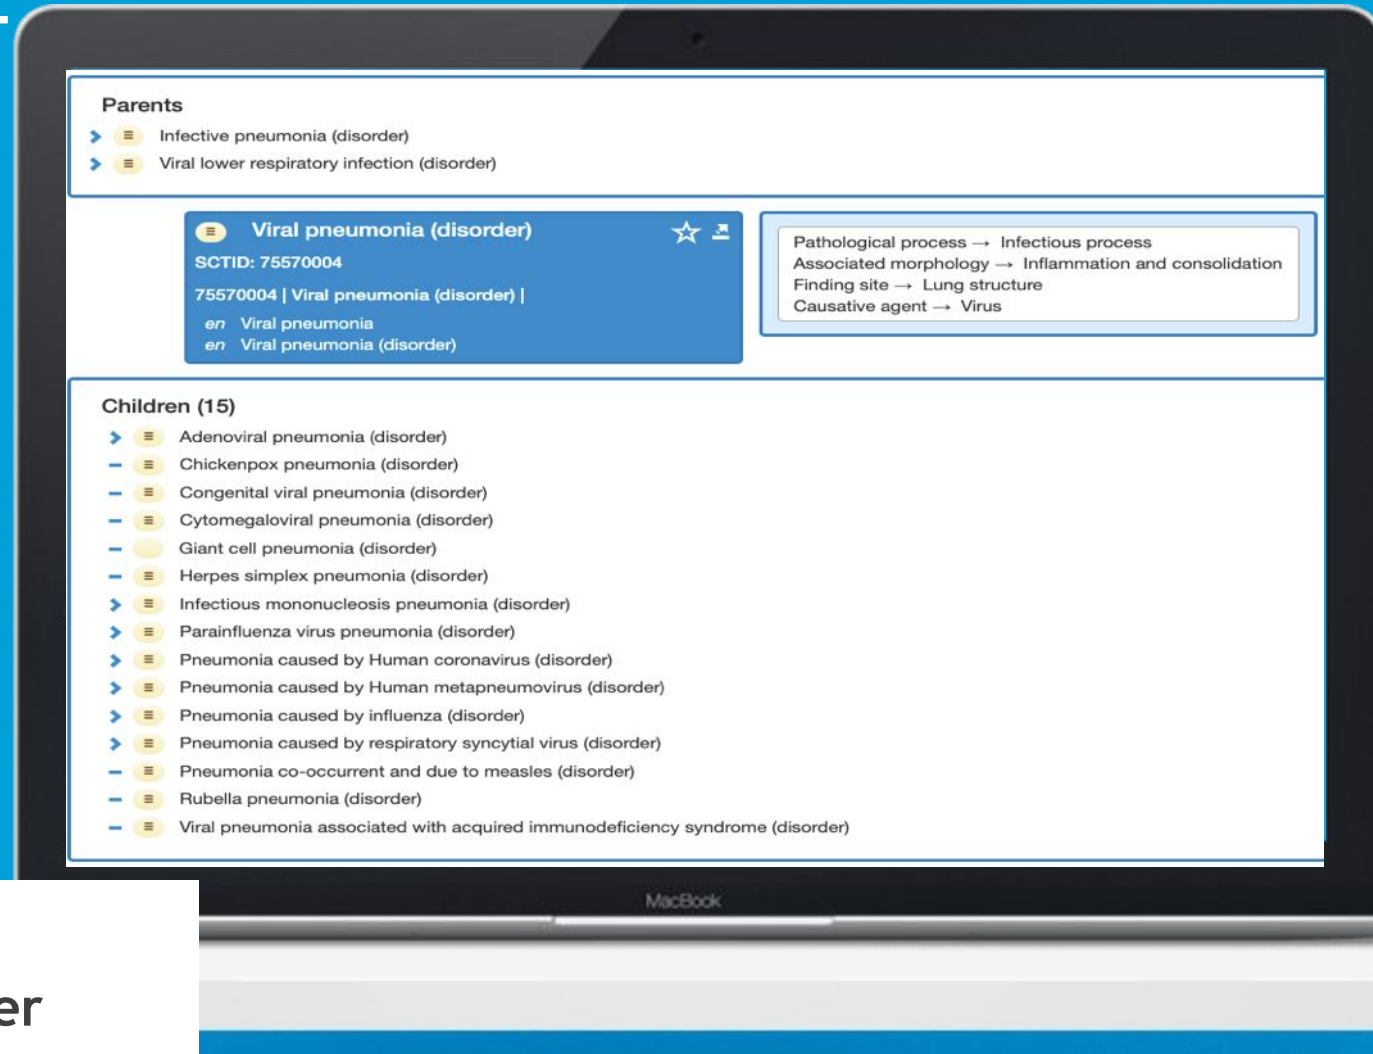 Parents
Infective pneumonia (disorder)
Viral lower respiratory infection (disorder)
Viral pneumonia (disorder)
SCTID: 75570004
75570004 | Viral pneumonia (disorder) |
en Viral pneumonia
en Viral pneumonia (disorder)
Pathological process → Infectious process
Associated morphology → Inflammation and consolidation
Finding site → Lung structure
Causative agent → Virus
Children (15)
Adenoviral pneumonia (disorder)
Chickenpox pneumonia (disorder)
Congenital viral pneumonia (disorder)
Cytomegaloviral pneumonia (disorder)
Giant cell pneumonia (disorder)
Herpes simplex pneumonia (disorder)
Infectious mononucleosis pneumonia (disorder)
Parainfluenza virus pneumonia (disorder)
Pneumonia caused by Human coronavirus (disorder)
Pneumonia caused by Human metapneumovirus (disorder)
Pneumonia caused by influenza (disorder)
Pneumonia caused by respiratory syncytial virus (disorder)
Pneumonia co-occurrent and due to measles (disorder)
Rubella pneumonia (disorder)
Viral pneumonia associated with acquired immunodeficiency syndrome (disorder)
MacBook
er